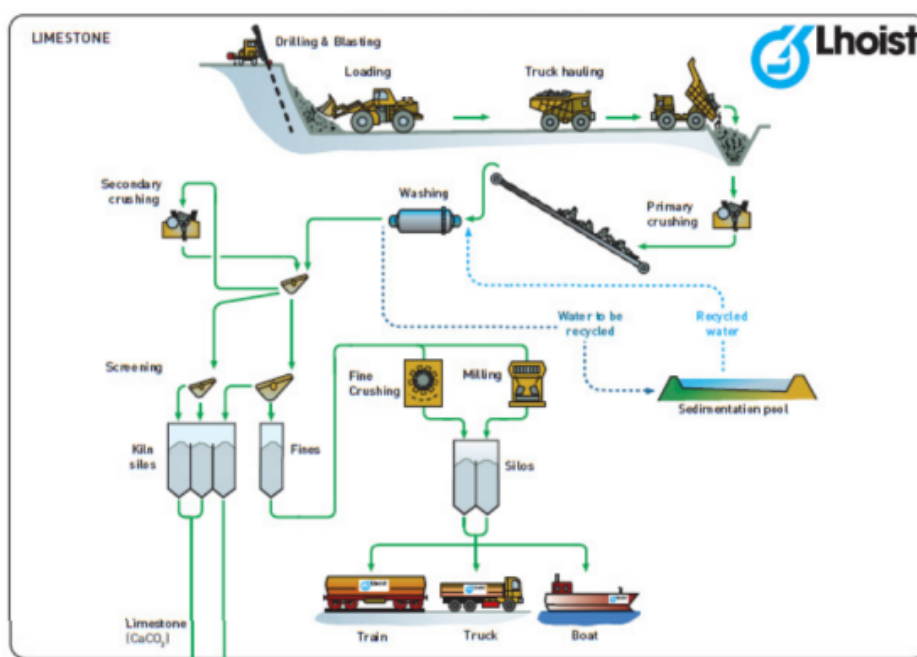 LIMESTONE
Drilling & Blasting
Lhoist
Loading
Truck hauling
Secondary
crushing
Washing
Primary
crushing
Water to be
recycled
Recycled
water
Screening
Fine
Crushing
Milling
Sedimentation pool
Kiln
silos
Fines
Silos
Lhoist
Train
Truck
Boat
Limestone
(CaCO₃)